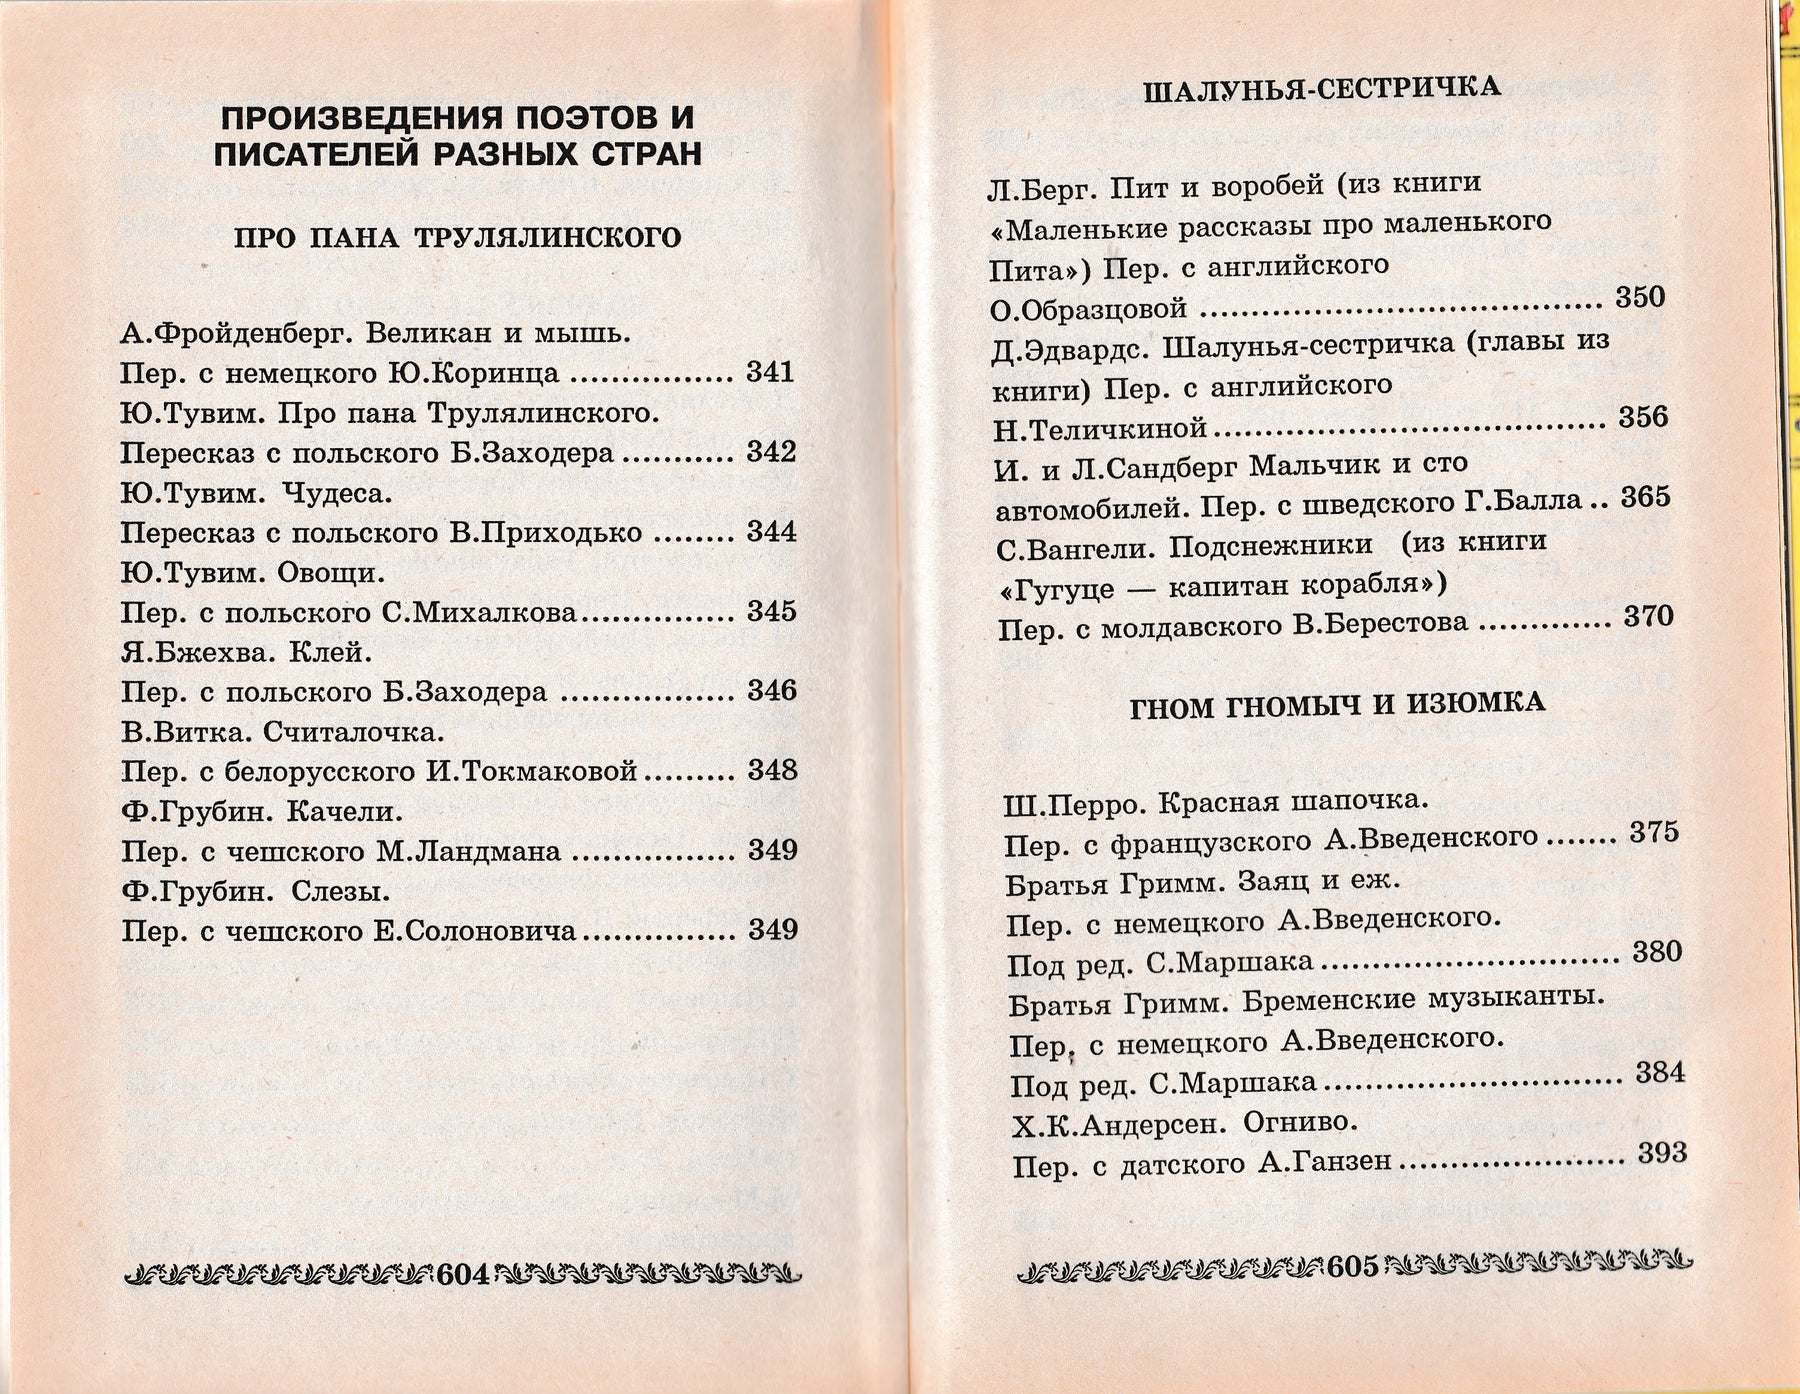 ПРОИЗВЕДЕНИЯ ПОЭТОВ И
ПИСАТЕЛЕЙ РАЗНЫХ СТРАН
ПРО ПАНА ТРУЛЯЛИНСКОГО
А.Фройденберг. Великан и мышь.
Пер. с немецкого Ю.Коринца ................ 341
Ю.Тувим. Про пана Трулялинского.
Пересказ с польского Б.Заходера ........... 342
Ю.Тувим. Чудеса.
Пересказ с польского В.Приходько ........ 344
Ю.Тувим. Овощи.
Пер. с польского С.Михалкова............... 345
Я.Бжехва. Клей.
Пер. с польского Б.Заходера ................. 346
В.Витка. Считалочка.
Пер. с белорусского И.Токмаковой ......... 348
Ф.Грубин. Качели.
Пер. с чешского М.Ландмана ................ 349
Ф.Грубин. Слезы.
Пер. с чешского Е.Солоновича............... 349
604
ШАЛУНЬЯ-СЕСТРИЧКА
Л.Берг. Пит и воробей (из книги
«Маленькие рассказы про маленького
Пита») Пер. с английского
О.Образцовой ....................................... 350
Д.Эдвардс. Шалунья-сестричка (главы из
книги) Пер. с английского
Н.Теличкиной...................................... 356
И. и Л.Сандберг Мальчик и сто
автомобилей. Пер. с шведского Г.Балла .. 365
С.Вангели. Подснежники (из книги
«Гугуце — капитан корабля»)
Пер. с молдавского В.Берестова ............. 370
ГНОМ ГНОМЫЧ И ИЗЮМКА
Ш.Перро. Красная шапочка.
Пер. с французского А.Введенского ....... 375
Братья Гримм. Заяц и еж.
Пер. с немецкого А.Введенского.
Под ред. С.Маршака............................. 380
Братья Гримм. Бременские музыканты.
Пер. с немецкого А.Введенского.
Под ред. С.Маршака............................. 384
Х.К.Андерсен. Огниво.
Пер. с датского А.Ганзен...................... 393
605